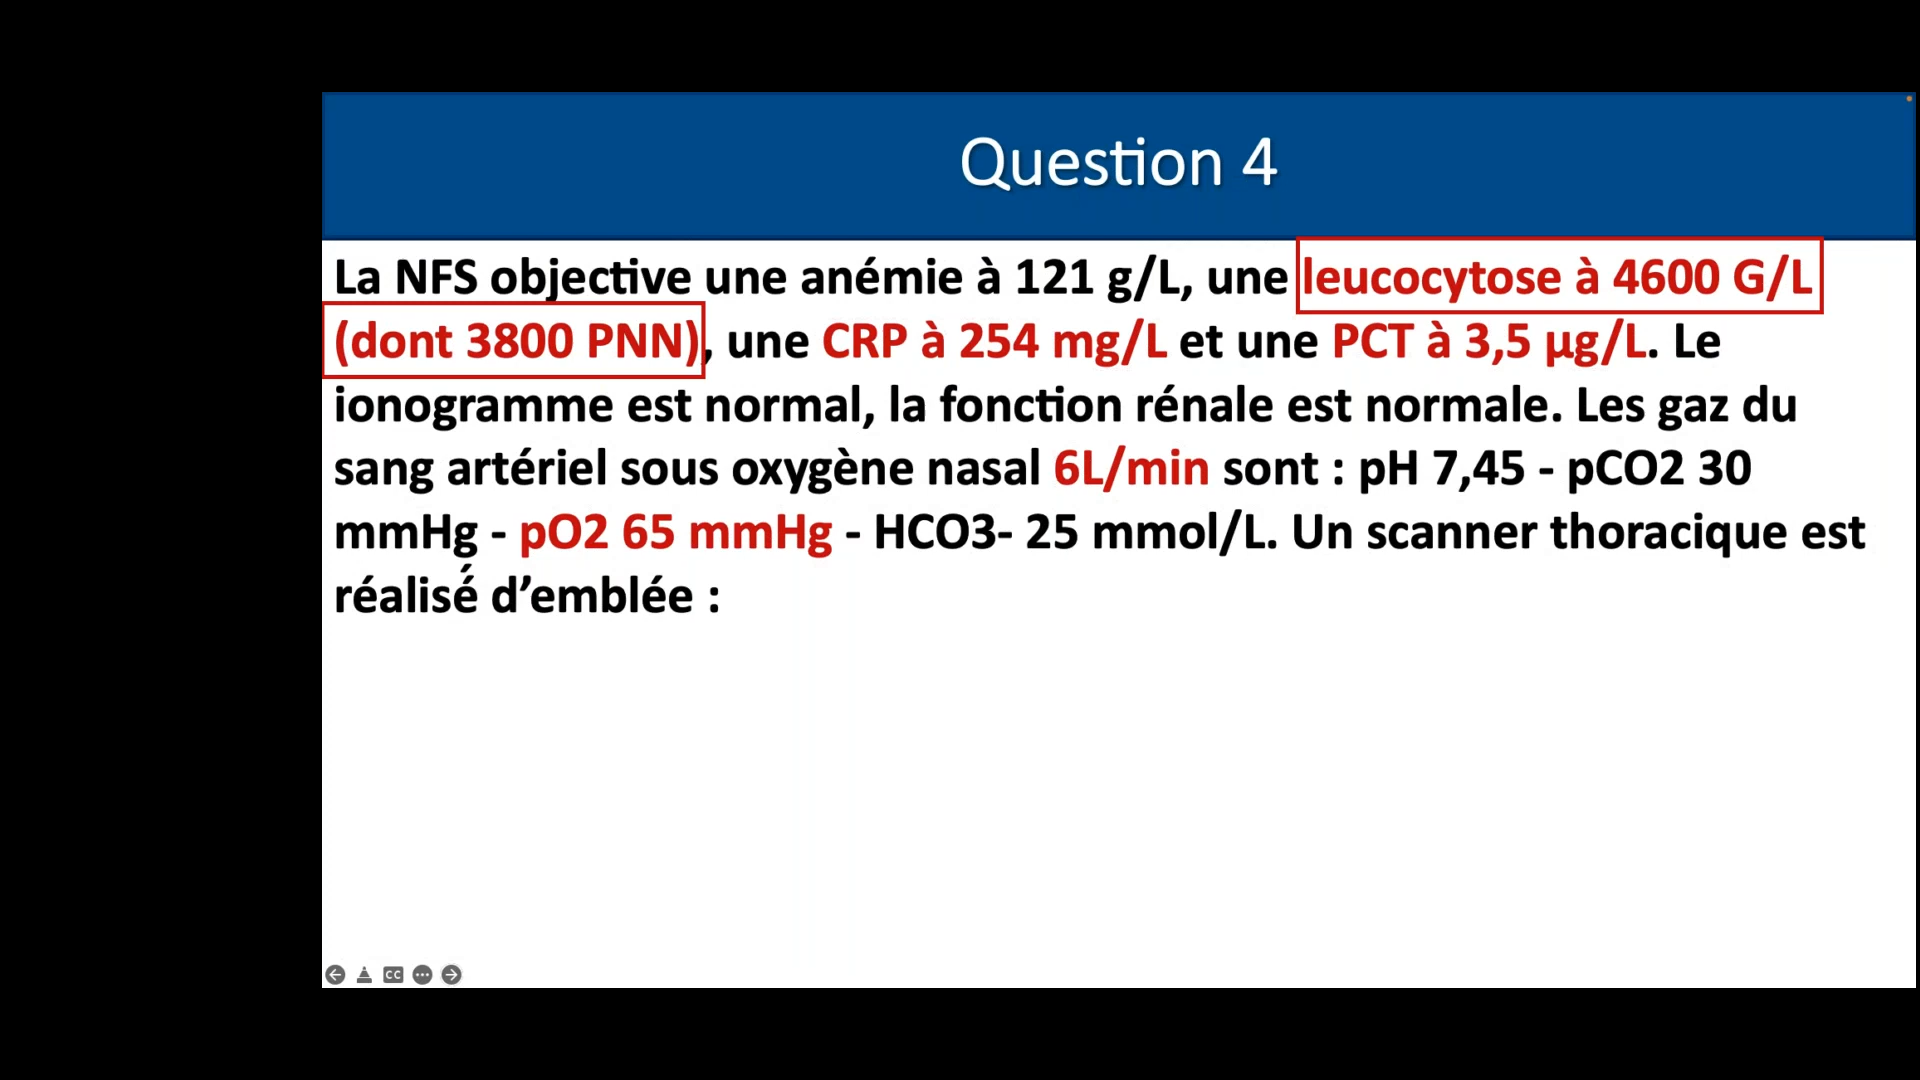 Question 4
La NFS objective une anémie à 121 g/L, une leucocytose à 4600 G/L
(dont 3800 PNN), une CRP à 254 mg/L et une PCT à 3,5 µg/L. Le
ionogramme est normal, la fonction rénale est normale. Les gaz du
sang artériel sous oxygène nasal 6L/min sont : pH 7,45 - pCO2 30
mmHg - pO2 65 mmHg - HCO3- 25 mmol/L. Un scanner thoracique est
réalisé́ d’emblée :
CC